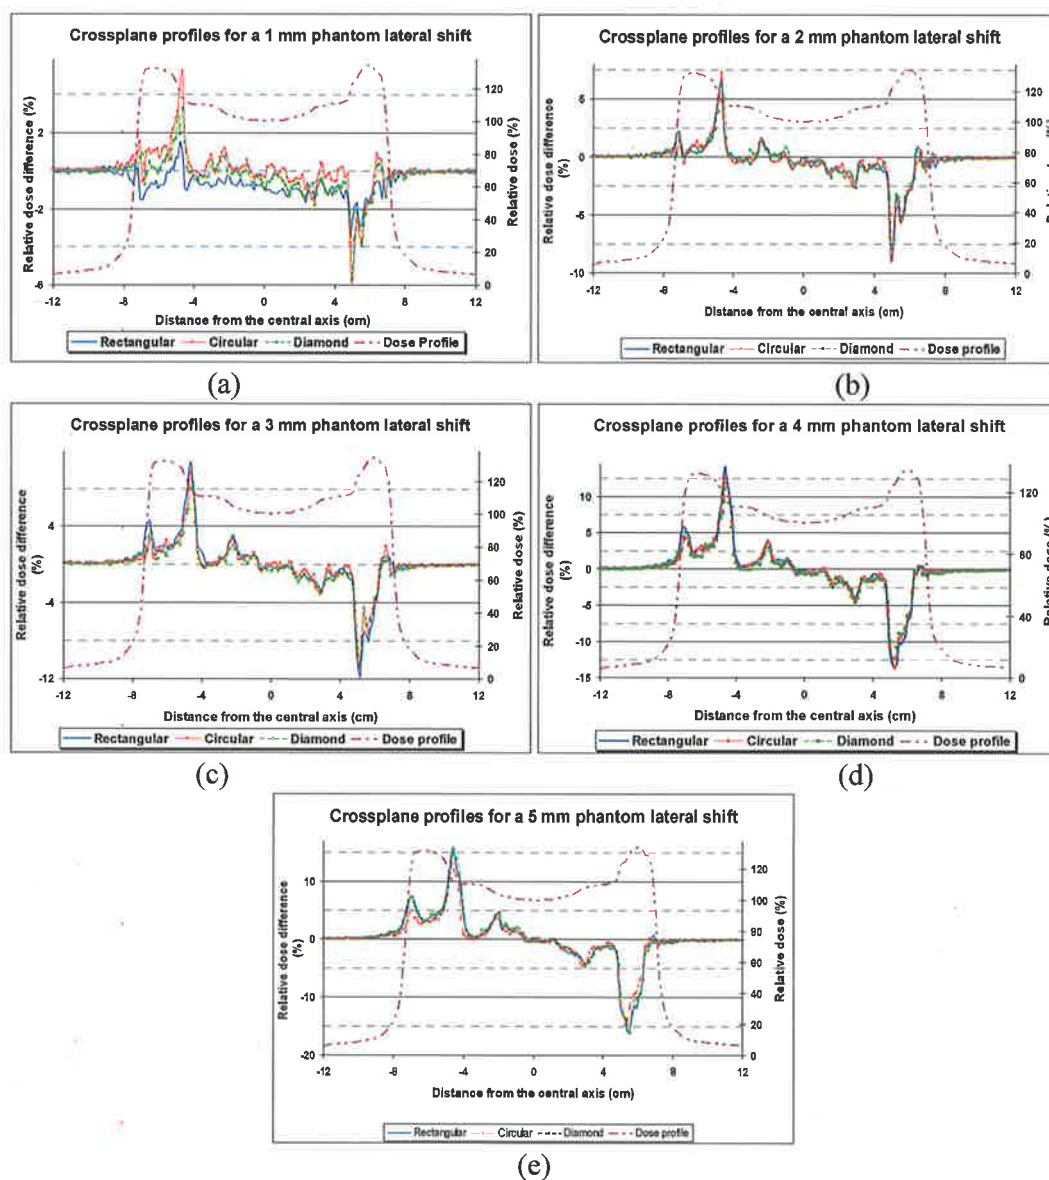 Crossplane profiles for a 1 mm phantom lateral shift
Relative dose difference (%)
2
-2
-6
120
100
80
60
40
20
0
Relative dose (%)
-12 -8 -4 0 4 8 12
Distance from the central axis (cm)
Rectangular Circular Diamond Dose Profile
(a)
Crossplane profiles for a 2 mm phantom lateral shift
Relative dose difference
(%)
5
0
-5
-10
120
100
80
60
40
20
0
-12 -8 -4 0 4 8 12
Distance from the central axis (cm)
Rectangular Circular Diamond Dose profile
(b)
Crossplane profiles for a 3 mm phantom lateral shift
Relative dose difference
(%)
4
-4
-12
120
100
80
60
40
20
0
Relative dose (%)
-12 -8 -4 0 4 8 12
Distance from the central axis (cm)
Rectangular Circular Diamond Dose profile
(c)
Crossplane profiles for a 4 mm phantom lateral shift
Relative dose difference
(%)
10
5
0
-5
-10
-15
120
80
40
0
Relative dose (%)
-12 -8 -4 0 4 8 12
Distance from the central axis (cm)
Rectangular Circular Diamond Dose profile
(d)
Crossplane profiles for a 5 mm phantom lateral shift
Relative dose difference
(%)
10
0
-10
-20
120
100
80
60
40
20
0
Relative dose (%)
-12 -8 -4 0 4 8 12
Distance from the central axis (cm)
Rectangular Circular Diamond Dose profile
(e)